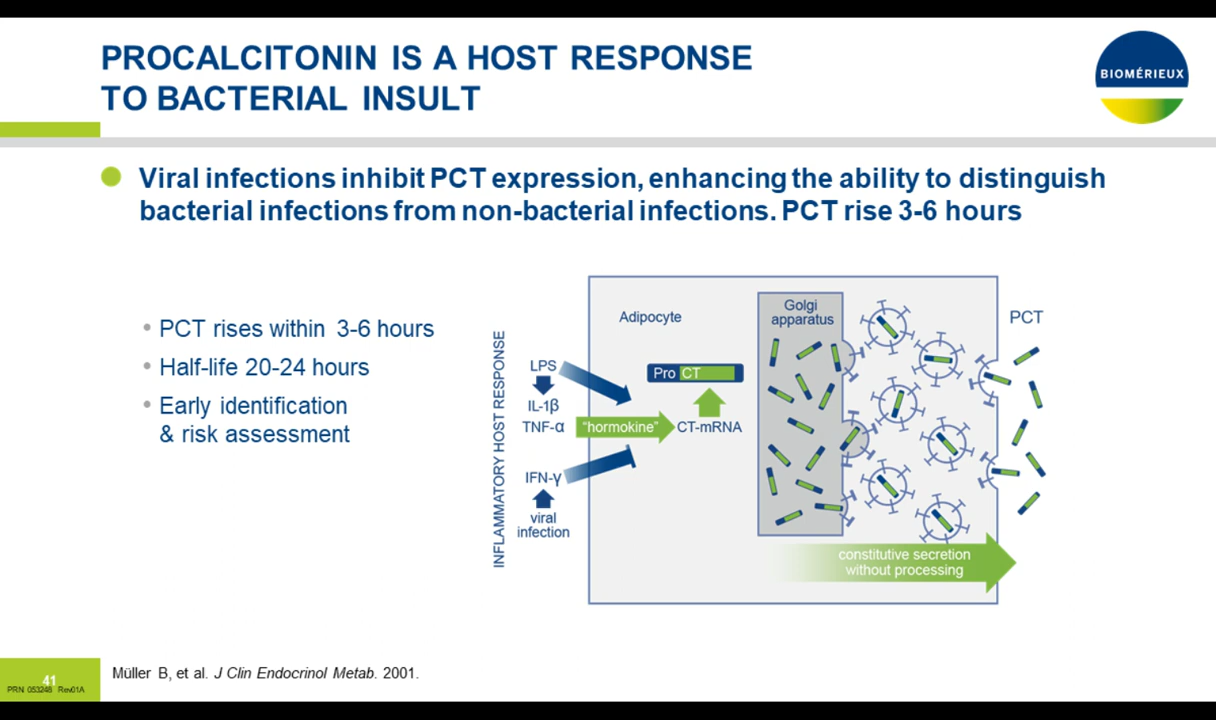 PROCALCITONIN IS A HOST RESPONSE
TO BACTERIAL INSULT
BIOMÉRIEUX
Viral infections inhibit PCT expression, enhancing the ability to distinguish
bacterial infections from non-bacterial infections. PCT rise 3-6 hours
• PCT rises within 3-6 hours
• Half-life 20-24 hours
• Early identification
& risk assessment
INFLAMMATORY HOST RESPONSE
LPS
IL-1β
TNF-α
IFN-γ
viral
infection
Adipocyte
Pro CT
"hormokine"
CT-mRNA
Golgi
apparatus
PCT
constitutive secretion
without processing
41
PRN 053248 Rev01A
Müller B, et al. J Clin Endocrinol Metab. 2001.